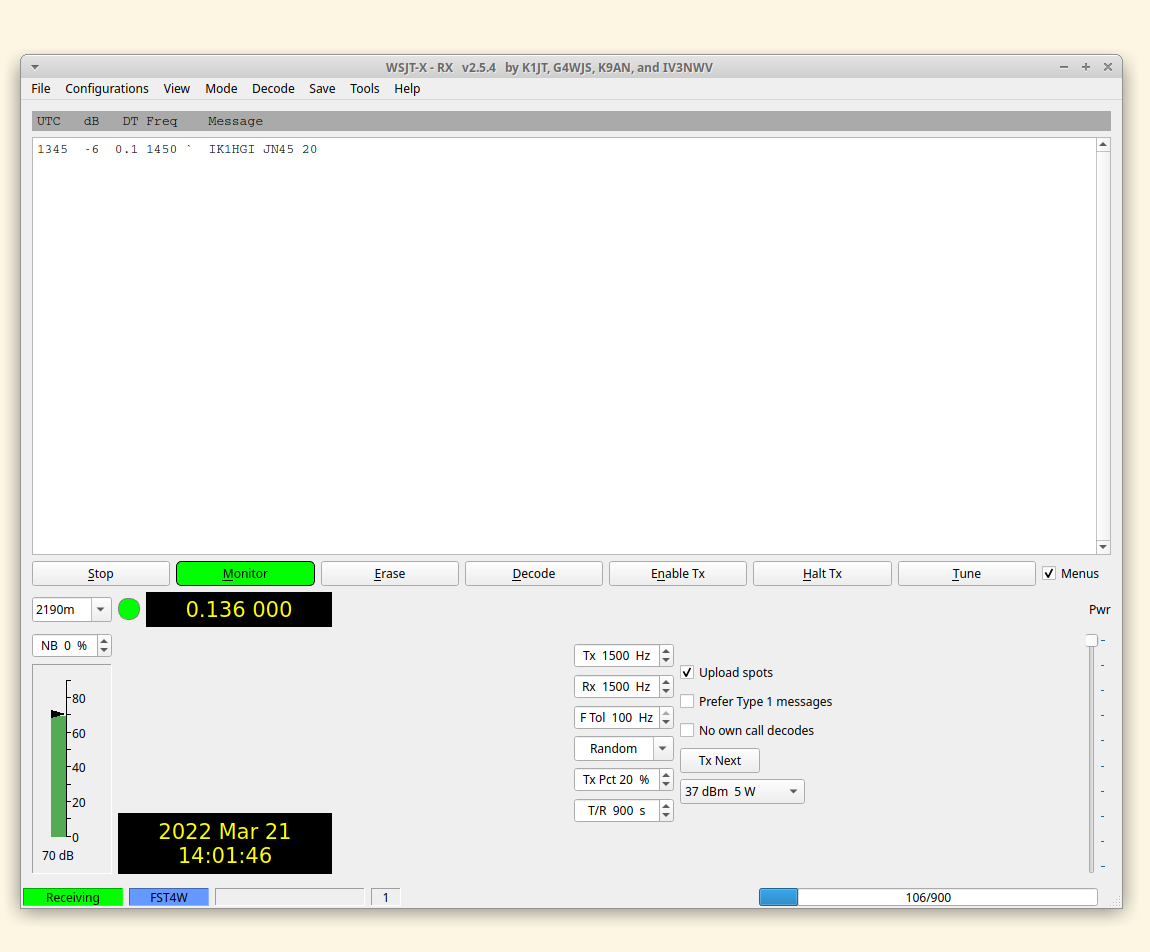 WSJT-X - RX   v2.5.4   by K1JT, G4WJS, K9AN, and IV3NWV
File Configurations View Mode Decode Save Tools Help
UTC dB DT Freq Message
1345 -6 0.1 1450 ` IK1HGI JN45 20
Stop Monitor Erase Decode Enable Tx Halt Tx Tune Menus
2190m 0.136 000 Pwr
NB 0 %
Tx 1500 Hz
Upload spots
Rx 1500 Hz
Prefer Type 1 messages
F Tol 100 Hz
No own call decodes
Random
Tx Next
Tx Pct 20 %
37 dBm 5 W
T/R 900 s
80
60
40
20
0
70 dB
2022 Mar 21
14:01:46
Receiving FST4W 1 106/900